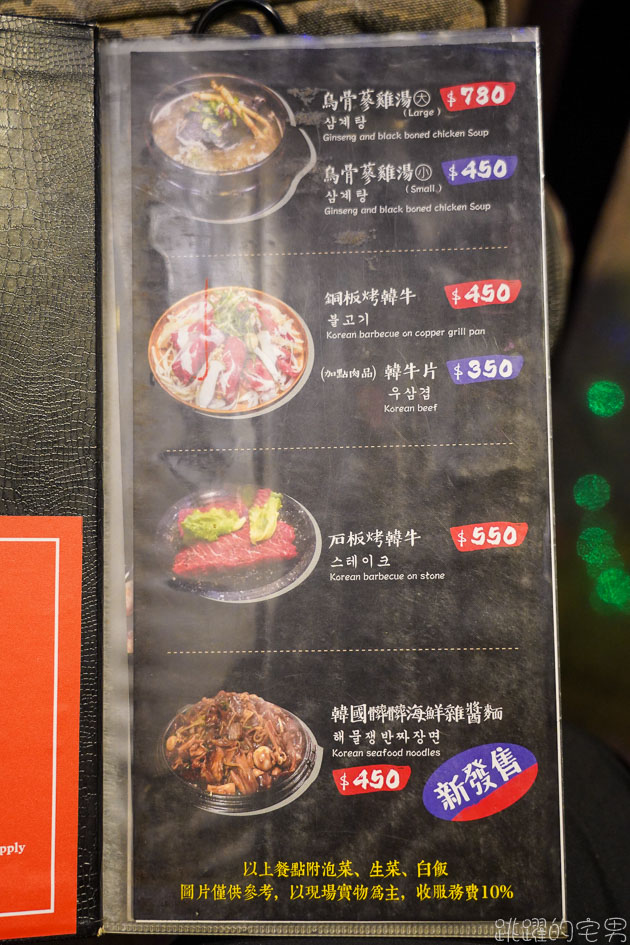 烏骨蔘雞湯大 $780
(Large)
삼계탕
Ginseng and black boned chicken Soup
烏骨蔘雞湯小 $450
(Small)
삼계탕
Ginseng and black boned chicken Soup
銅板烤韓牛 $450
불고기
Korean barbecue on copper grill pan
(加點肉品) 韓牛片 $350
우삼겹
Korean beef
石板烤韓牛 $550
스테이크
Korean barbecue on stone
韓國髒髒海鮮雜醬麵
해물쟁반짜장면
Korean seafood noodles
$450
新發售
以上餐點附泡菜、生菜、白飯
圖片僅供參考，以現場實物為主，收服務費10%
pply
跳躍的宅男